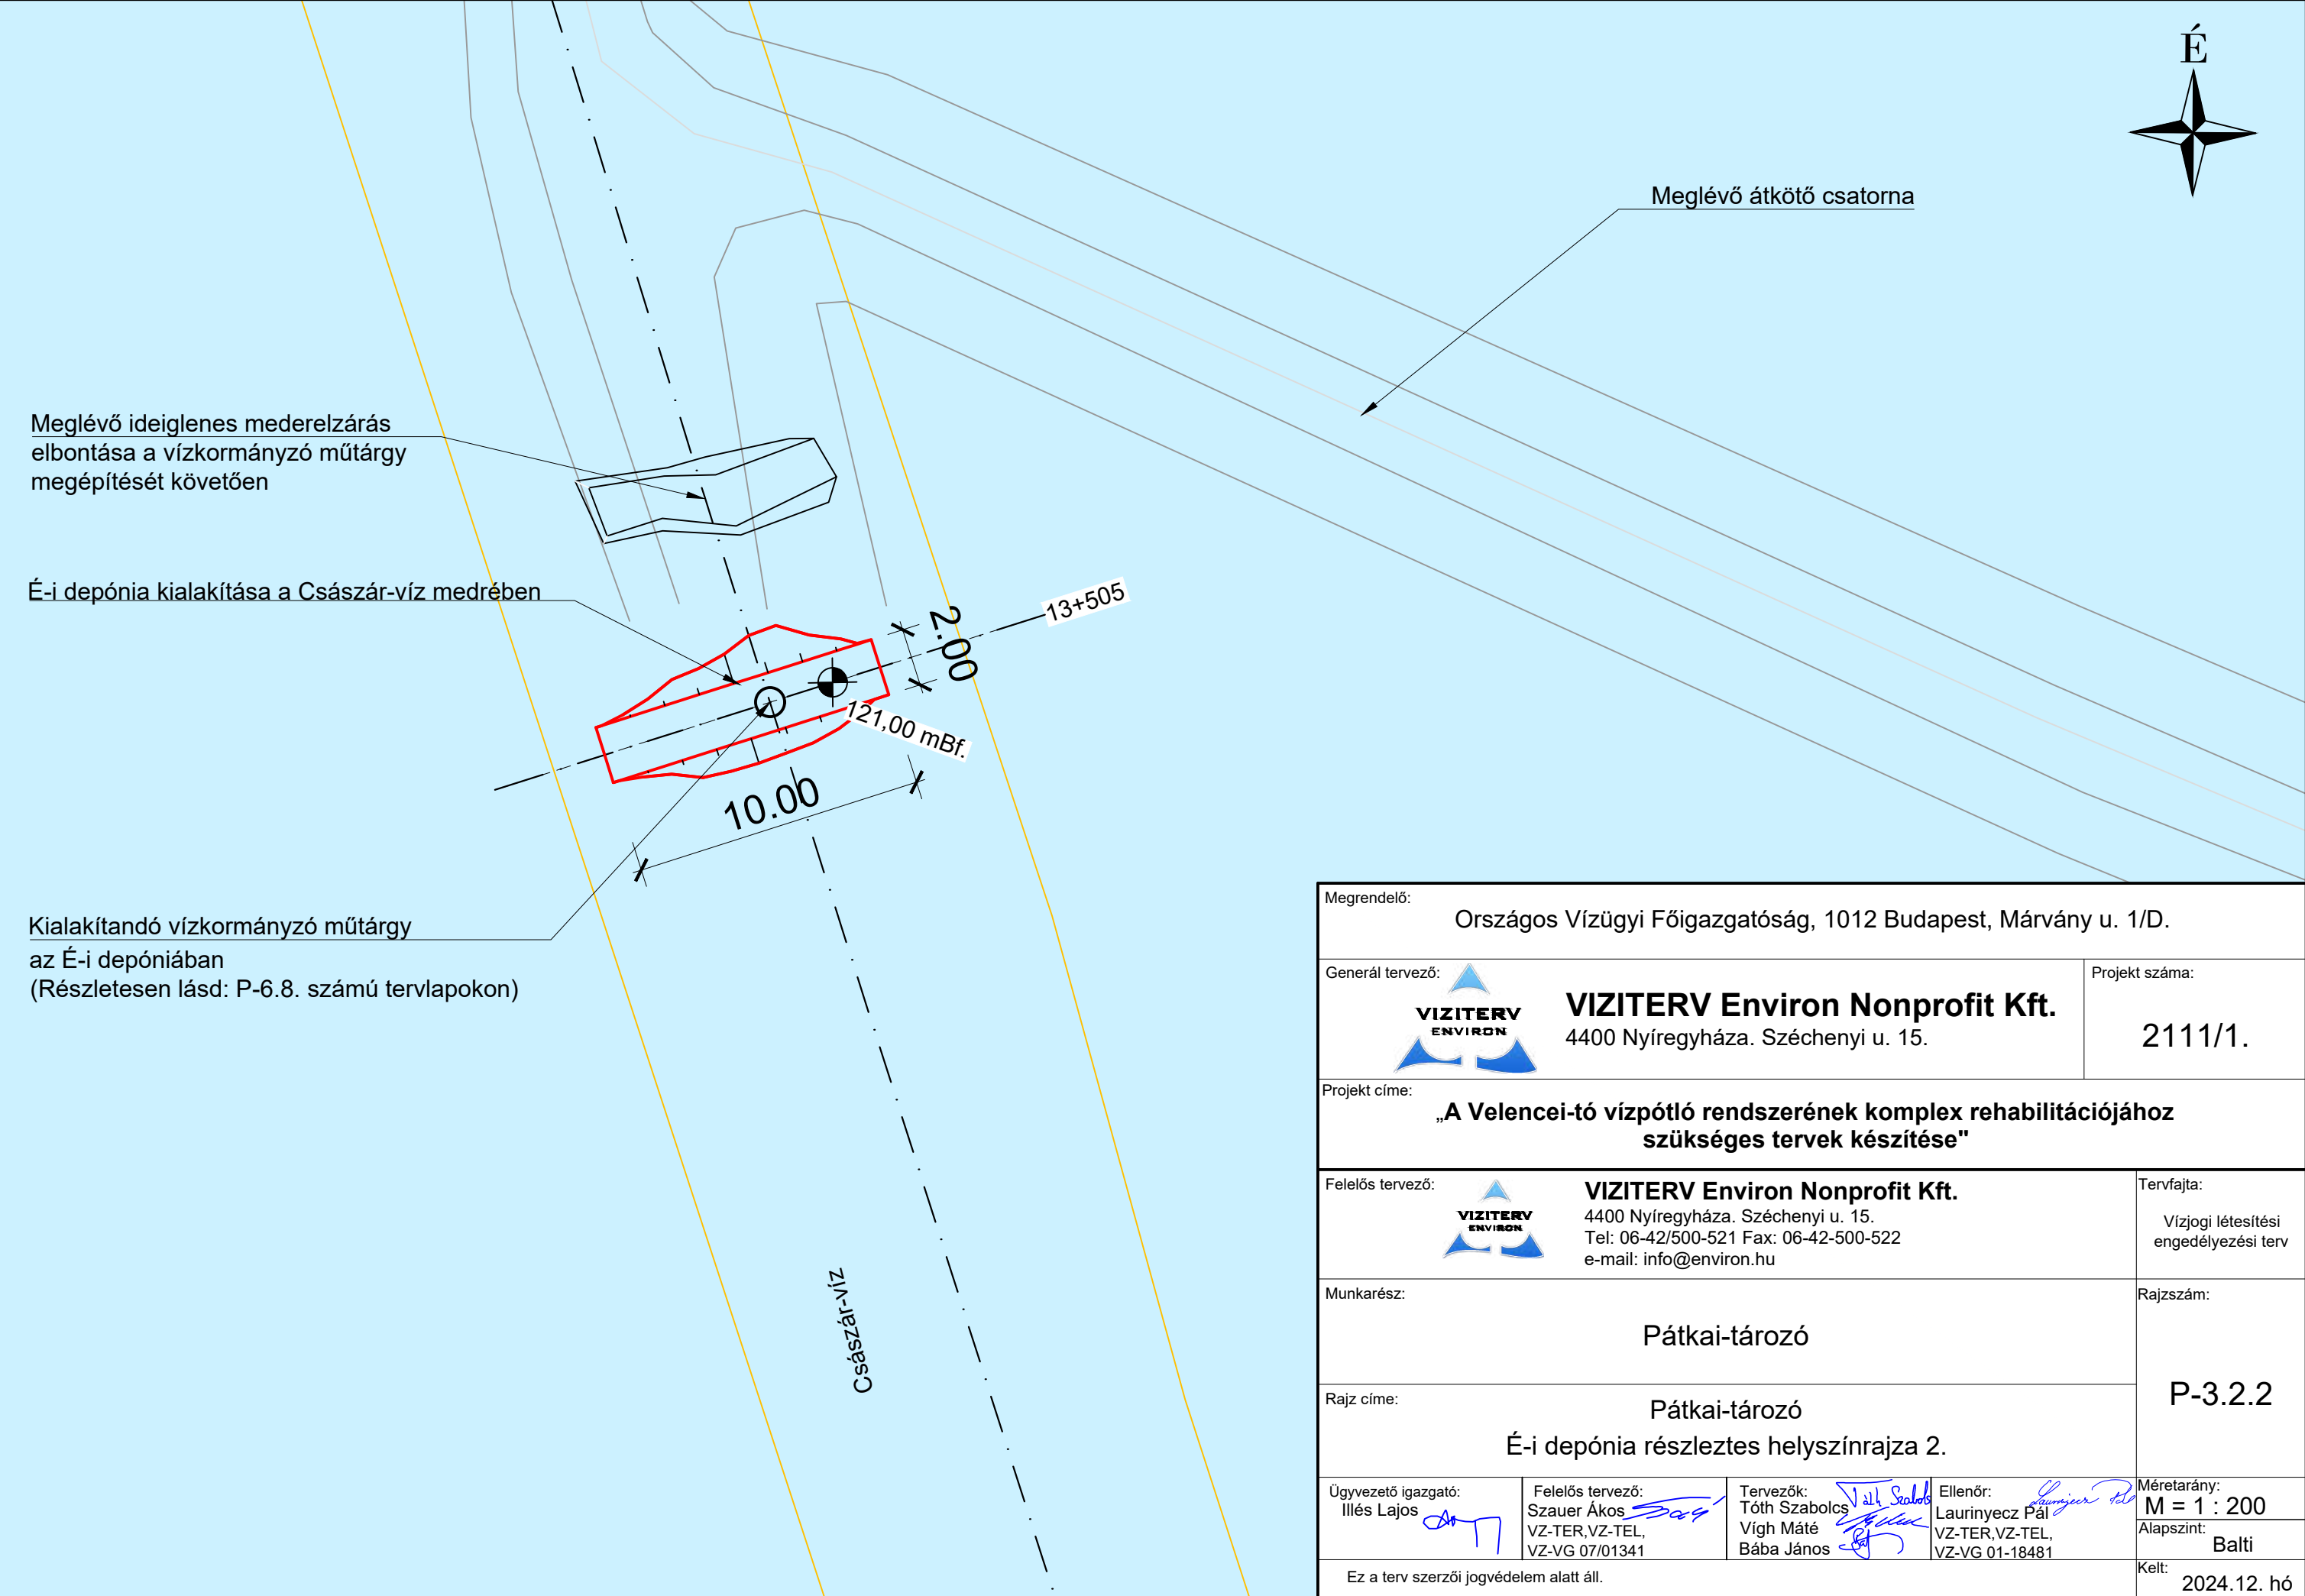 É
Meglévő átkötő csatorna
Meglévő ideiglenes mederelzárás
elbontása a vízkormányzó műtárgy
megépítését követően
É-i depónia kialakítása a Császár-víz medrében
13+505
2.00
121,00 mBf.
10.00
Kialakítandó vízkormányzó műtárgy
az É-i depóniában
(Részletesen lásd: P-6.8. számú tervlapokon)
Császár-víz
Megrendelő:
Országos Vízügyi Főigazgatóság, 1012 Budapest, Márvány u. 1/D.
Generál tervező:
VIZITERV
ENVIRON
VIZITERV Environ Nonprofit Kft.
4400 Nyíregyháza. Széchenyi u. 15.
Projekt száma:
2111/1.
Projekt címe:
„A Velencei-tó vízpótló rendszerének komplex rehabilitációjához
szükséges tervek készítése"
Felelős tervező:
VIZITERV
ENVIRON
VIZITERV Environ Nonprofit Kft.
4400 Nyíregyháza. Széchenyi u. 15.
Tel: 06-42/500-521 Fax: 06-42-500-522
e-mail: info@environ.hu
Tervfajta:
Vízjogi létesítési
engedélyezési terv
Munkarész:
Pátkai-tározó
Rajzszám:
P-3.2.2
Rajz címe:
Pátkai-tározó
É-i depónia részleztes helyszínrajza 2.
Ügyvezető igazgató:
Illés Lajos
Felelős tervező:
Szauer Ákos
VZ-TER,VZ-TEL,
VZ-VG 07/01341
Tervezők:
Tóth Szabolcs
Vígh Máté
Bába János
Ellenőr:
Laurinyecz Pál
VZ-TER,VZ-TEL,
VZ-VG 01-18481
Méretarány:
M = 1 : 200
Alapszint:
Balti
Kelt:
2024.12. hó
Ez a terv szerzői jogvédelem alatt áll.